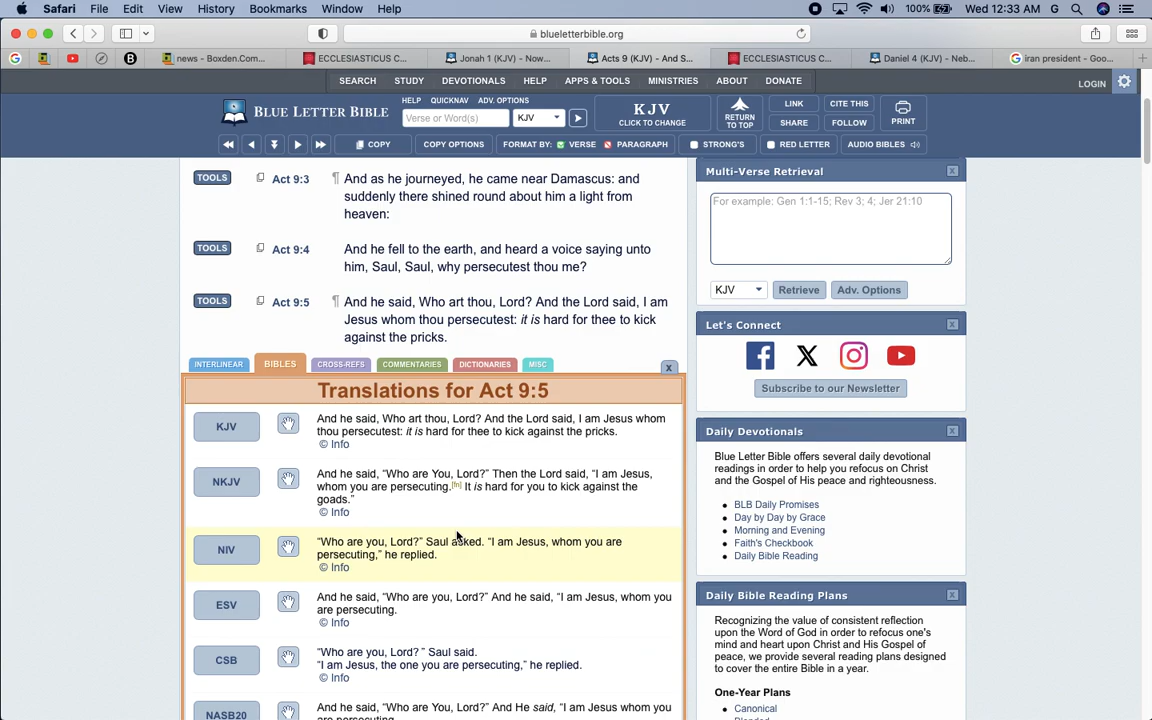 Safari File Edit View History Bookmarks Window Help 100% Wed 12:33 AM G
blueletterbible.org
news - Boxden.Com... ECCLESIASTICUS C... Jonah 1 (KJV) - Now... Acts 9 (KJV) - And S... ECCLESIASTICUS C... Daniel 4 (KJV) - Neb... iran president - Goo...
SEARCH STUDY DEVOTIONALS HELP APPS & TOOLS MINISTRIES ABOUT DONATE LOGIN
BLUE LETTER BIBLE
HELP QUICKNAV ADV. OPTIONS
Verse or Word(s) KJV
KJV
CLICK TO CHANGE
RETURN
TO TOP
LINK CITE THIS
SHARE FOLLOW
PRINT
COPY COPY OPTIONS FORMAT BY: VERSE PARAGRAPH STRONG'S RED LETTER AUDIO BIBLES
TOOLS Act 9:3 ¶ And as he journeyed, he came near Damascus: and
suddenly there shined round about him a light from
heaven:
TOOLS Act 9:4 And he fell to the earth, and heard a voice saying unto
him, Saul, Saul, why persecutest thou me?
TOOLS Act 9:5 ¶ And he said, Who art thou, Lord? And the Lord said, I am
Jesus whom thou persecutest: it is hard for thee to kick
against the pricks.
INTERLINEAR BIBLES CROSS-REFS COMMENTARIES DICTIONARIES MISC x
Translations for Act 9:5
KJV And he said, Who art thou, Lord? And the Lord said, I am Jesus whom
thou persecutest: it is hard for thee to kick against the pricks.
© Info
NKJV And he said, “Who are You, Lord?” Then the Lord said, “I am Jesus,
whom you are persecuting.[fn] It is hard for you to kick against the
goads.”
© Info
NIV “Who are you, Lord?” Saul asked. “I am Jesus, whom you are
persecuting,” he replied.
© Info
ESV And he said, “Who are you, Lord?” And he said, “I am Jesus, whom you
are persecuting.
© Info
CSB “Who are you, Lord? ” Saul said.
“I am Jesus, the one you are persecuting,” he replied.
© Info
NASB20 And he said, “Who are You, Lord?” And He said, “I am Jesus whom you
are persecuting,
Multi-Verse Retrieval x
For example: Gen 1:1-15; Rev 3; 4; Jer 21:10
KJV Retrieve Adv. Options
Let's Connect x
Subscribe to our Newsletter
Daily Devotionals x
Blue Letter Bible offers several daily devotional
readings in order to help you refocus on Christ
and the Gospel of His peace and righteousness.
BLB Daily Promises
Day by Day by Grace
Morning and Evening
Faith's Checkbook
Daily Bible Reading
Daily Bible Reading Plans x
Recognizing the value of consistent reflection
upon the Word of God in order to refocus one's
mind and heart upon Christ and His Gospel of
peace, we provide several reading plans designed
to cover the entire Bible in a year.
One-Year Plans
Canonical